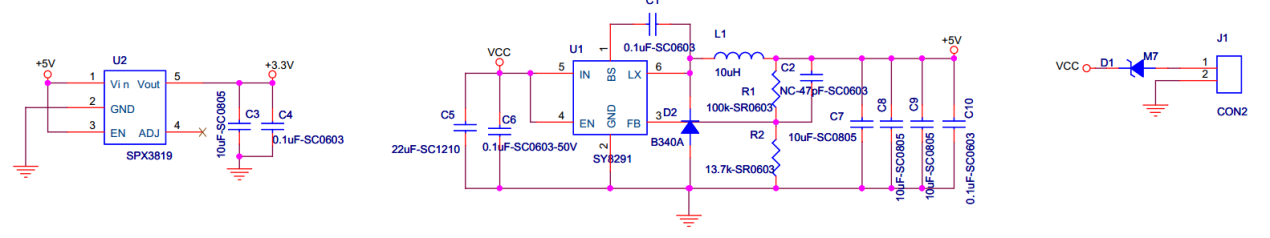 +5V
U2
1
Vin
Vout
5
+3.3V
2
GND
3
EN
ADJ
4
SPX3819
10uF-SC0805
C3
C4
0.1uF-SC0603
C1
0.1uF-SC0603
VCC
U1
1
BS
5
IN
LX
6
4
EN
GND
FB
3
2
SY8291
C5
22uF-SC1210
C6
0.1uF-SC0603-50V
L1
10uH
D2
B340A
R1
100k-SR0603
C2
NC-47pF-SC0603
R2
13.7k-SR0603
+5V
C7
10uF-SC0805
C8
10uF-SC0805
C9
10uF-SC0805
C10
0.1uF-SC0603
VCC
D1
M7
J1
1
2
CON2